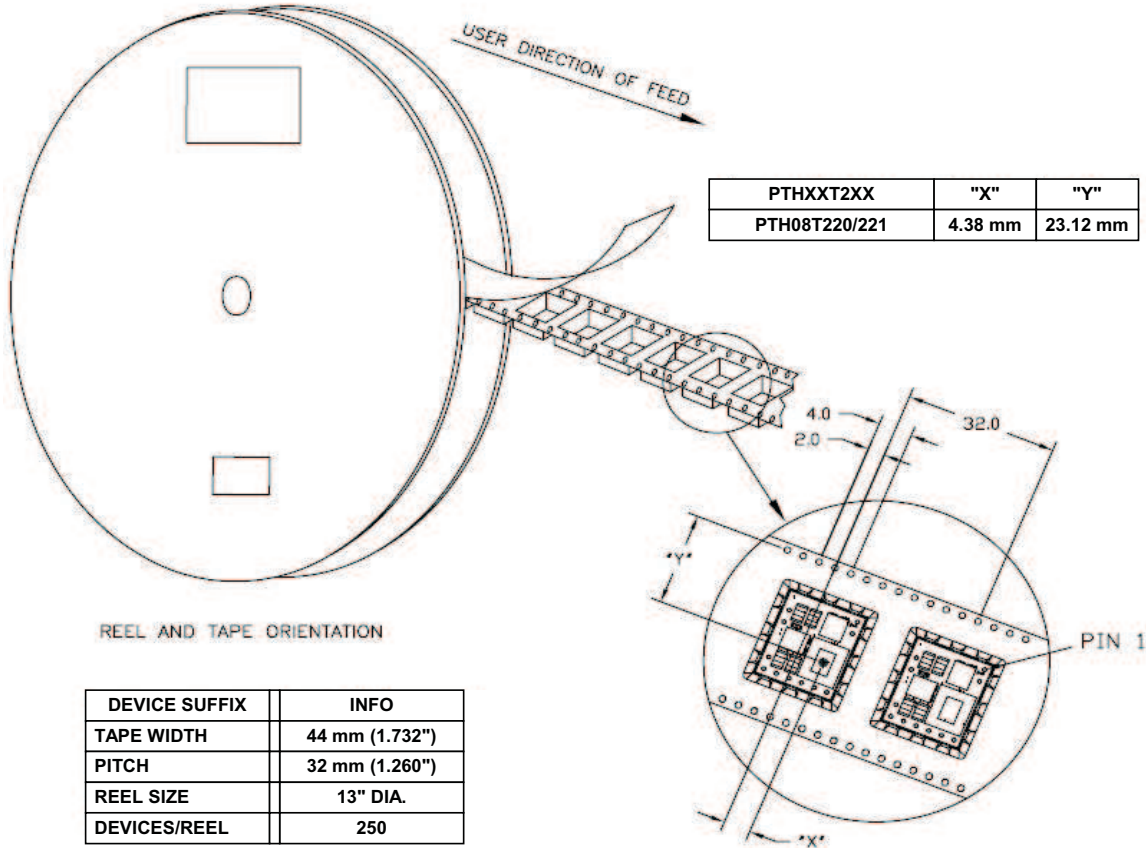 USER DIRECTION OF FEED
PTHXXT2XX "X" "Y"
PTH08T220/221 4.38 mm 23.12 mm
4.0
2.0
32.0
"Y"
PIN 1
"X"
REEL AND TAPE ORIENTATION
DEVICE SUFFIX INFO
TAPE WIDTH 44 mm (1.732")
PITCH 32 mm (1.260")
REEL SIZE 13" DIA.
DEVICES/REEL 250